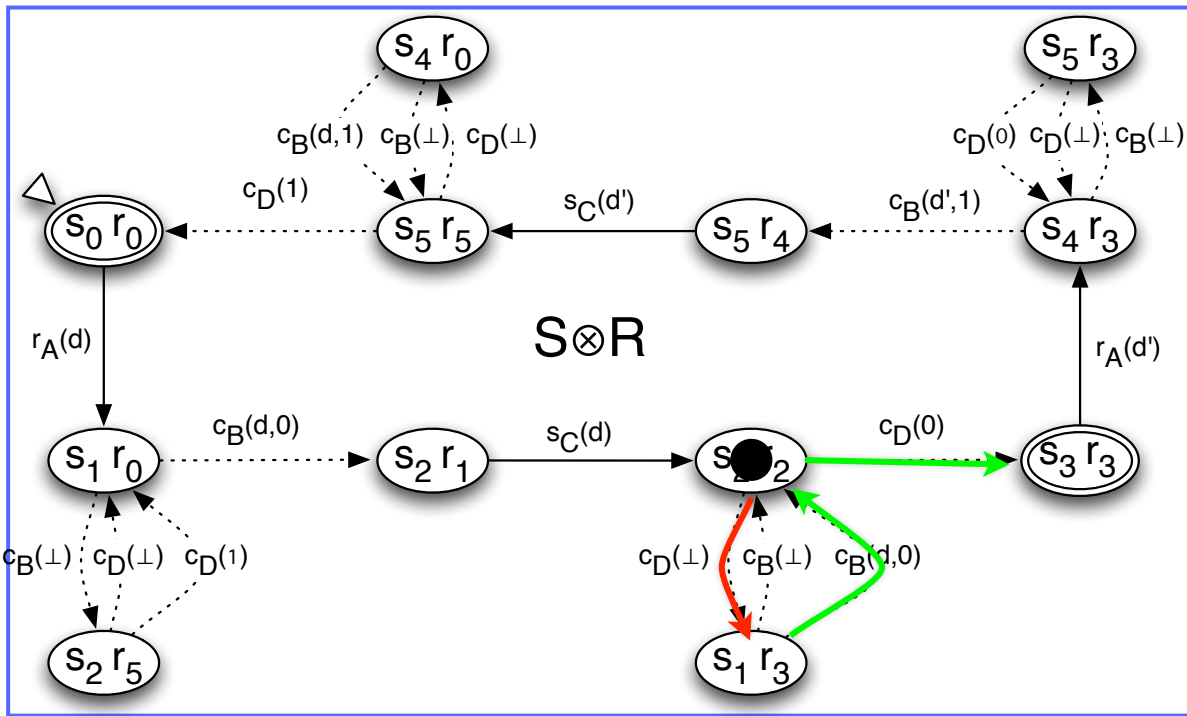 s4 r0
s5 r3
cB(d,1) cB(⊥) cD(⊥)
cD(0) cD(⊥) cB(⊥)
cD(1)
sC(d')
cB(d',1)
s0 r0
s5 r5
s5 r4
s4 r3
rA(d)
S⊗R
rA(d')
cB(d,0)
sC(d)
cD(0)
s1 r0
s2 r1
s2 r2
s3 r3
cB(⊥) cD(⊥) cD(1)
cD(⊥) cB(⊥) cB(d,0)
s2 r5
s1 r3